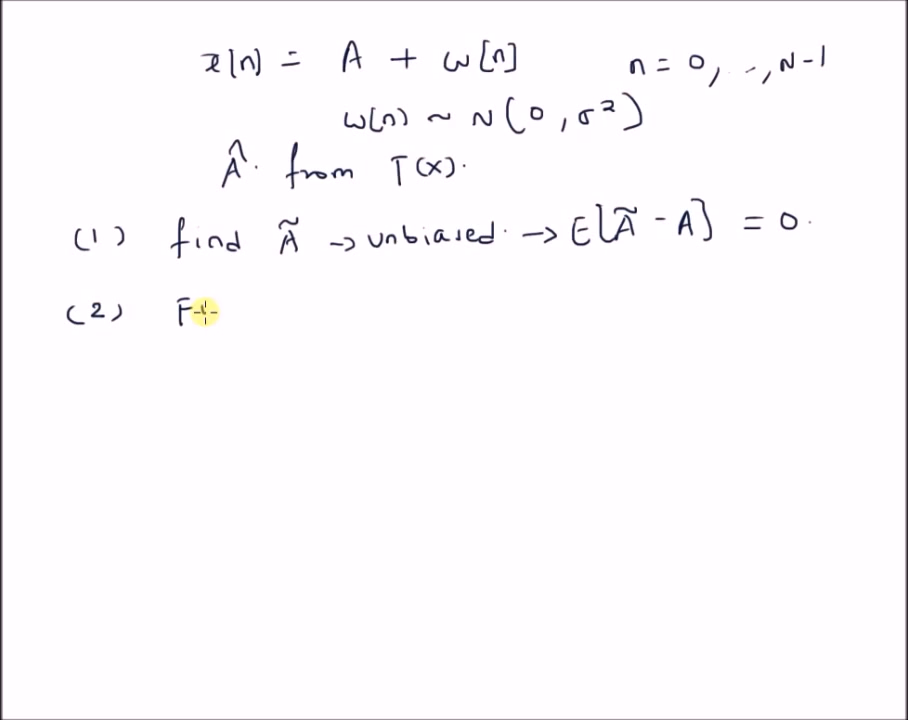 x[n] = A + w[n] n = 0, .., N-1
w[n] ~ N(0, σ²)
Â. from T(x).
(1) find Ã → unbiased. → E[Ã - A] = 0.
(2) F